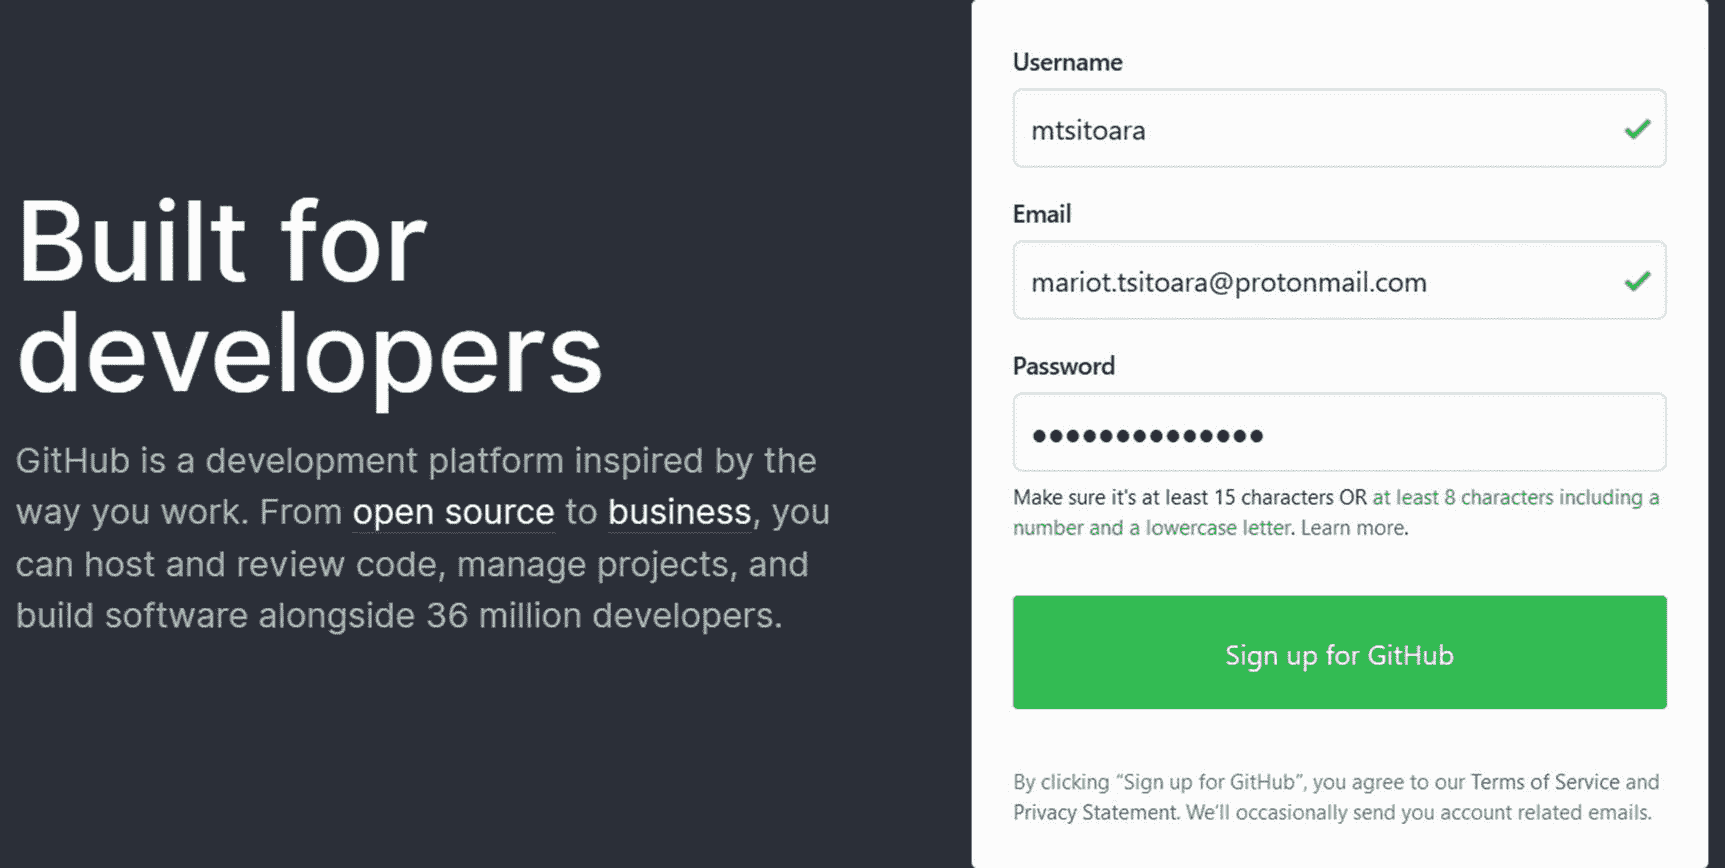 Built for
developers
GitHub is a development platform inspired by the
way you work. From open source to business, you
can host and review code, manage projects, and
build software alongside 36 million developers.
Username
mtsitoara
Email
mariot.tsitoara@protonmail.com
Password
••••••••••••••
Make sure it's at least 15 characters OR at least 8 characters including a
number and a lowercase letter. Learn more.
Sign up for GitHub
By clicking “Sign up for GitHub”, you agree to our Terms of Service and
Privacy Statement. We’ll occasionally send you account related emails.